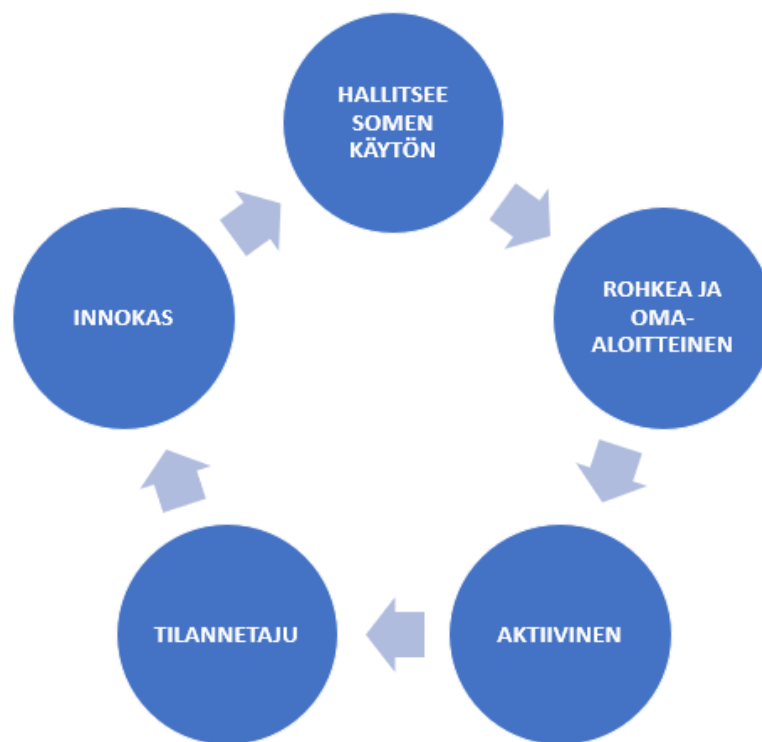 HALLITSEE
SOMEN
KÄYTÖN
ROHKEA JA
OMA-
ALOITTEINEN
AKTIIVINEN
TILANNETAJU
INNOKAS